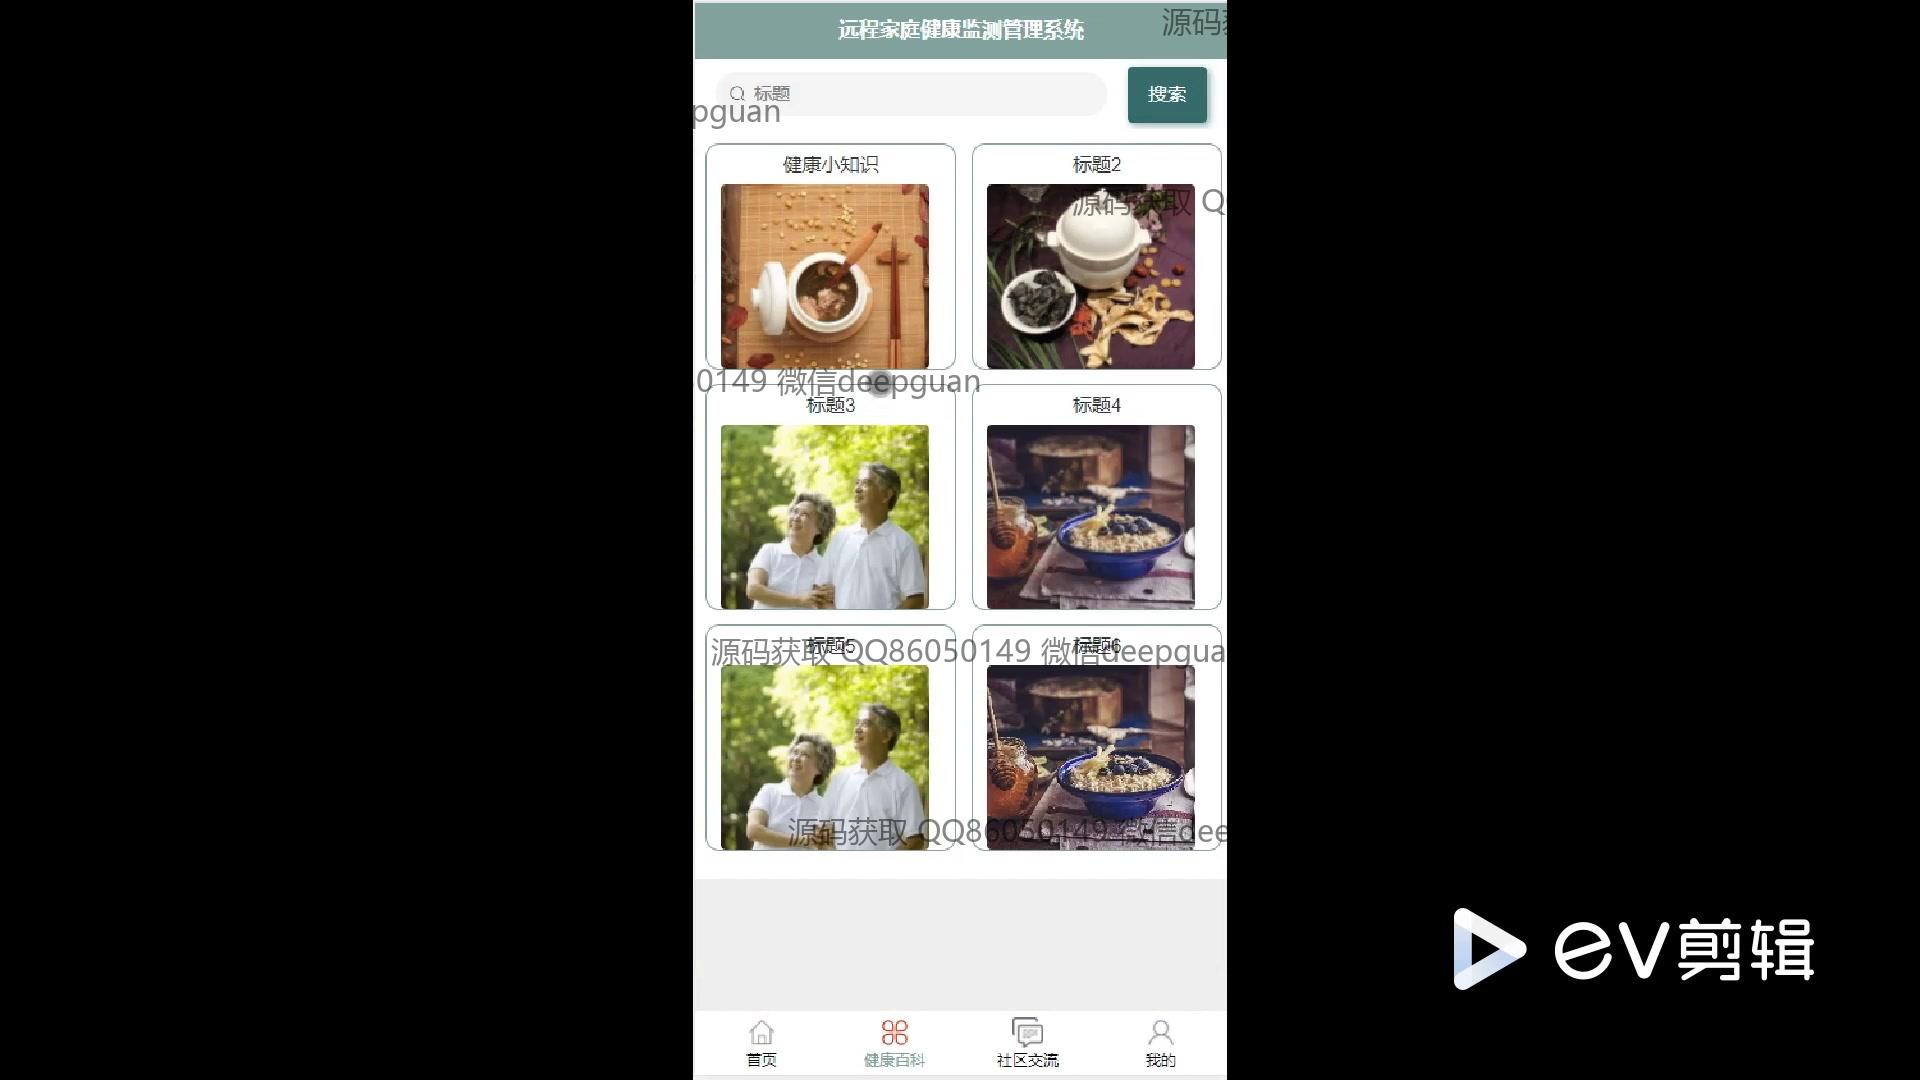 远程家庭健康监测管理系统
源码
标题
搜索
pguan
健康小知识
标题2
源码获取 Q
0149 微信deepguan
标题3
标题4
标题5
标题6
源码获取 QQ86050149 微信deepgua
源码获取 QQ86050149 微信dee
ev剪辑
首页
健康百科
社区交流
我的